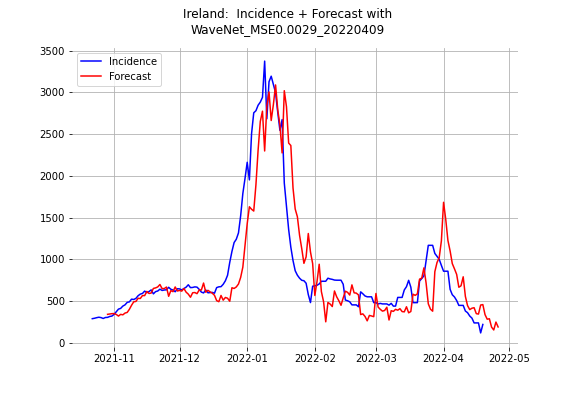 Ireland:  Incidence + Forecast with
WaveNet_MSE0.0029_20220409
Incidence
Forecast
3500
3000
2500
2000
1500
1000
500
0
2021-11 2021-12 2022-01 2022-02 2022-03 2022-04 2022-05